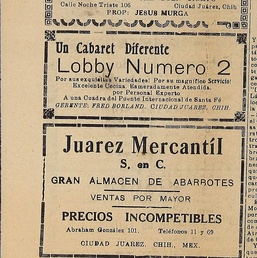 Calle Noche Triste 106 Ciudad Juárez, Chih
PROP: JESUS MURGA
Un Cabaret Diferente
Lobby Numero 2
Por sus exquisitas Variedades! Por su magnífico Servicio!
Excelente Cocina Esmeradamente Atendida
por Personal Experto
A una Cuadra del Puente Internacional de Santa Fé
GERENTE: FRED BORLAND. CIUDAD JUAREZ, CHIH.
Juarez Mercantíl
S. en C.
GRAN ALMACEN DE ABARROTES
VENTAS POR MAYOR
PRECIOS INCOMPETIBLES
Abraham González 101. Teléfonos 11 y 69
CIUDAD JUAREZ, CHIH., MEX.